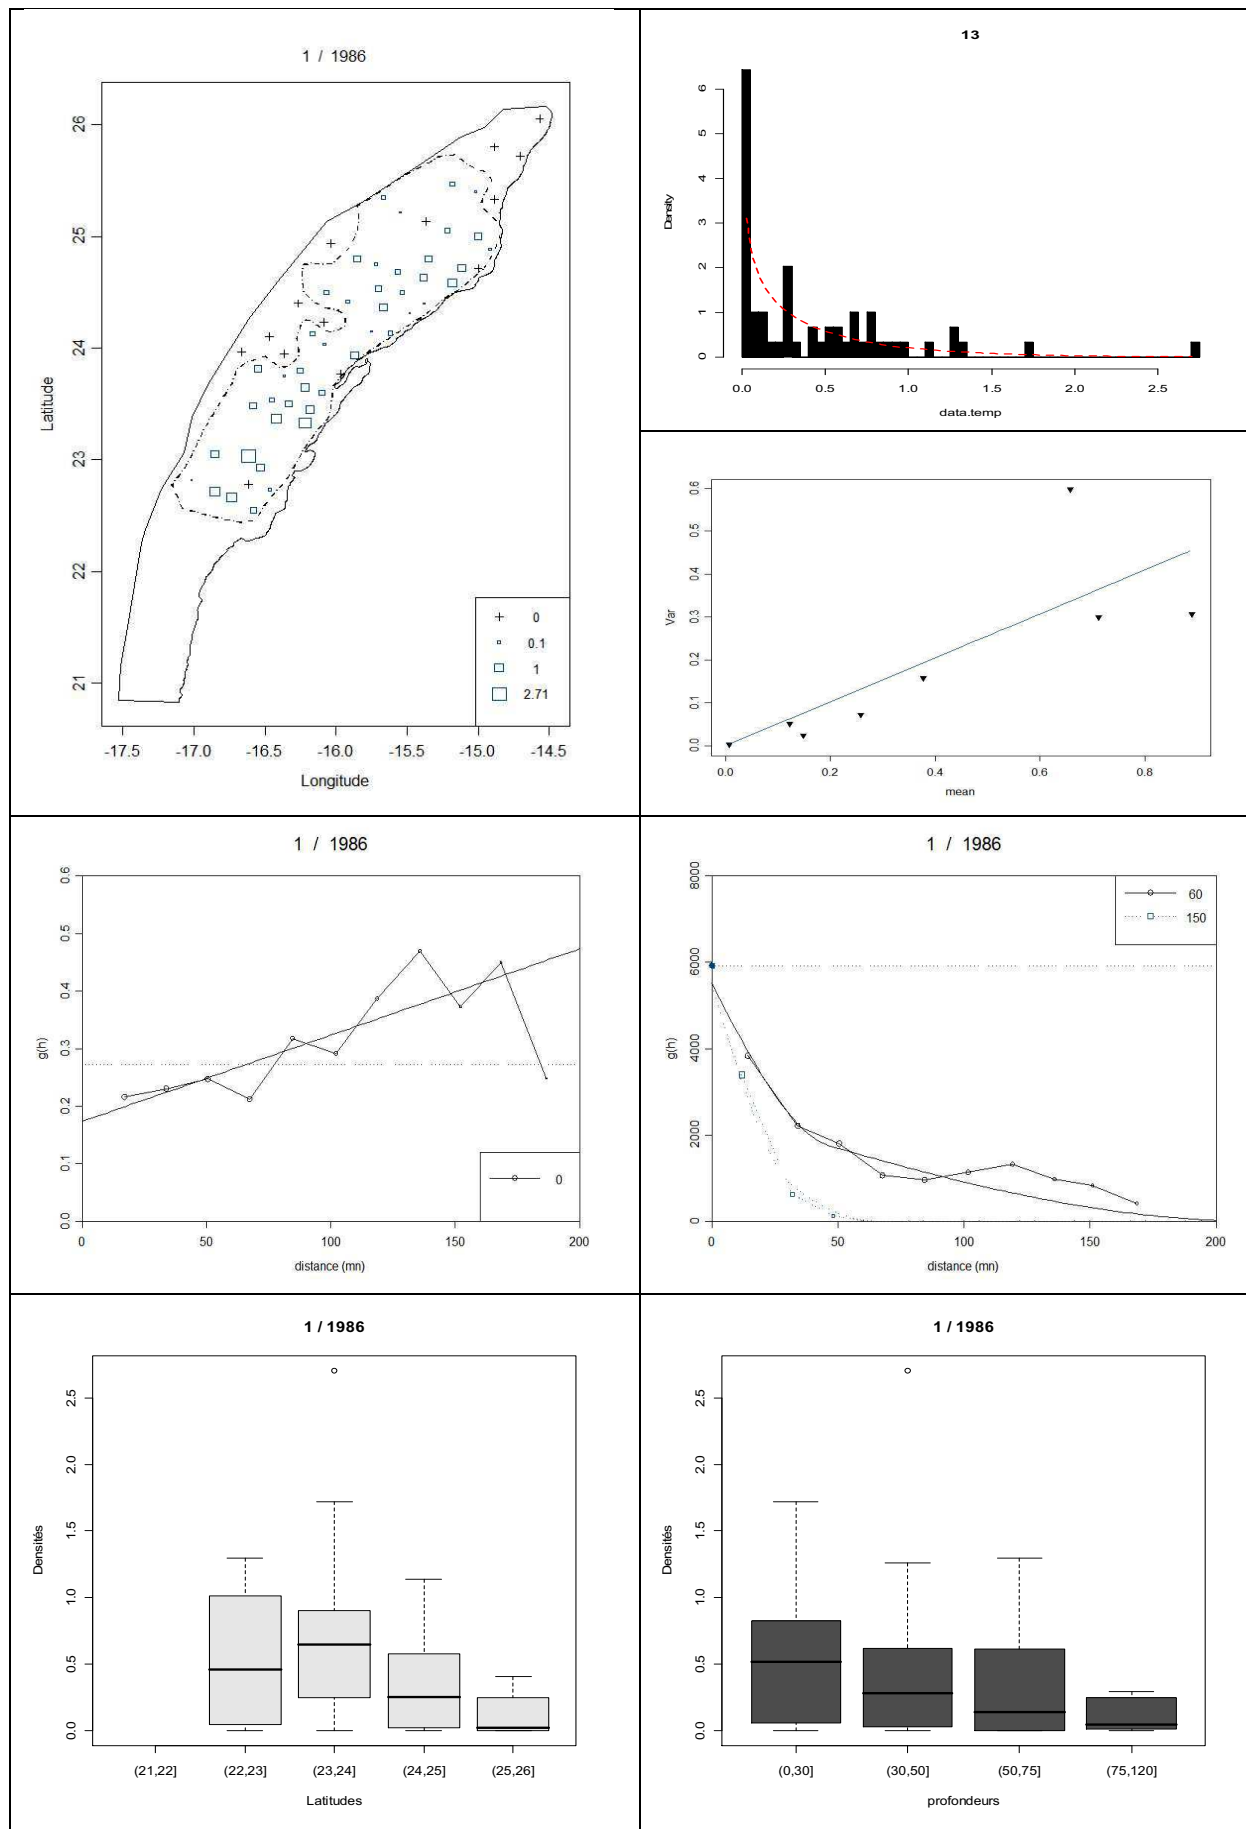 1 / 1986
Latitude
26
25
24
23
22
21
0
0.1
1
2.71
-17.5 -17.0 -16.5 -16.0 -15.5 -15.0 -14.5
Longitude
13
Density
6
5
4
3
2
1
0
0.0 0.5 1.0 1.5 2.0 2.5
data.temp
Var
0.6
0.5
0.4
0.3
0.2
0.1
0.0
0.0 0.2 0.4 0.6 0.8
mean
1 / 1986
g(h)
0.6
0.5
0.4
0.3
0.2
0.1
0.0
0
0 50 100 150 200
distance (mn)
1 / 1986
g(h)
8000
6000
4000
2000
0
60
150
0 50 100 150 200
distance (mn)
1 / 1986
Densités
2.5
2.0
1.5
1.0
0.5
0.0
(21,22] (22,23] (23,24] (24,25] (25,26]
Latitudes
1 / 1986
Densités
2.5
2.0
1.5
1.0
0.5
0.0
(0,30] (30,50] (50,75] (75,120]
profondeurs